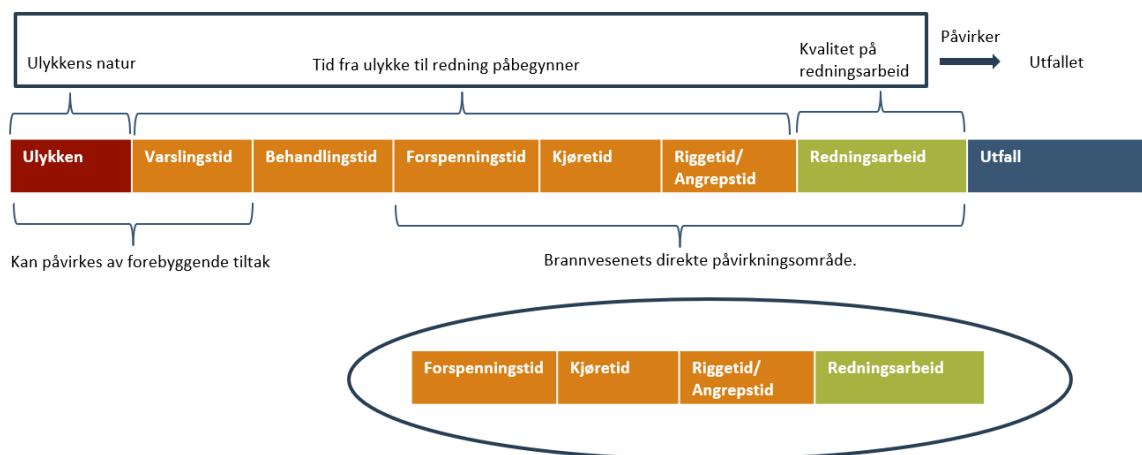 Ulykkens natur
Tid fra ulykke til redning påbegynner
Kvalitet på
redningsarbeid
Påvirker
Utfallet
Ulykken
Varslingstid
Behandlingstid
Forspenningstid
Kjøretid
Riggetid/
Angrepstid
Redningsarbeid
Utfall
Kan påvirkes av forebyggende tiltak
Brannvesenets direkte påvirkningsområde.
Forspenningstid
Kjøretid
Riggetid/
Angrepstid
Redningsarbeid